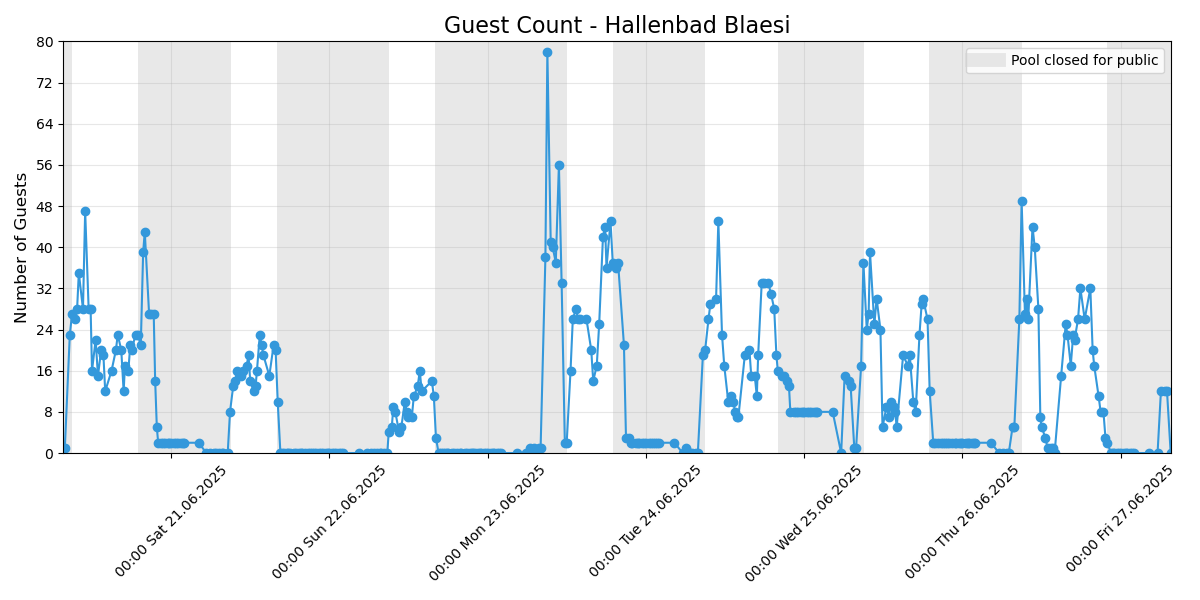 Guest Count - Hallenbad Blaesi
Pool closed for public
Number of Guests
80
72
64
56
48
40
32
24
16
8
0
00:00 Sat 21.06.2025
00:00 Sun 22.06.2025
00:00 Mon 23.06.2025
00:00 Tue 24.06.2025
00:00 Wed 25.06.2025
00:00 Thu 26.06.2025
00:00 Fri 27.06.2025